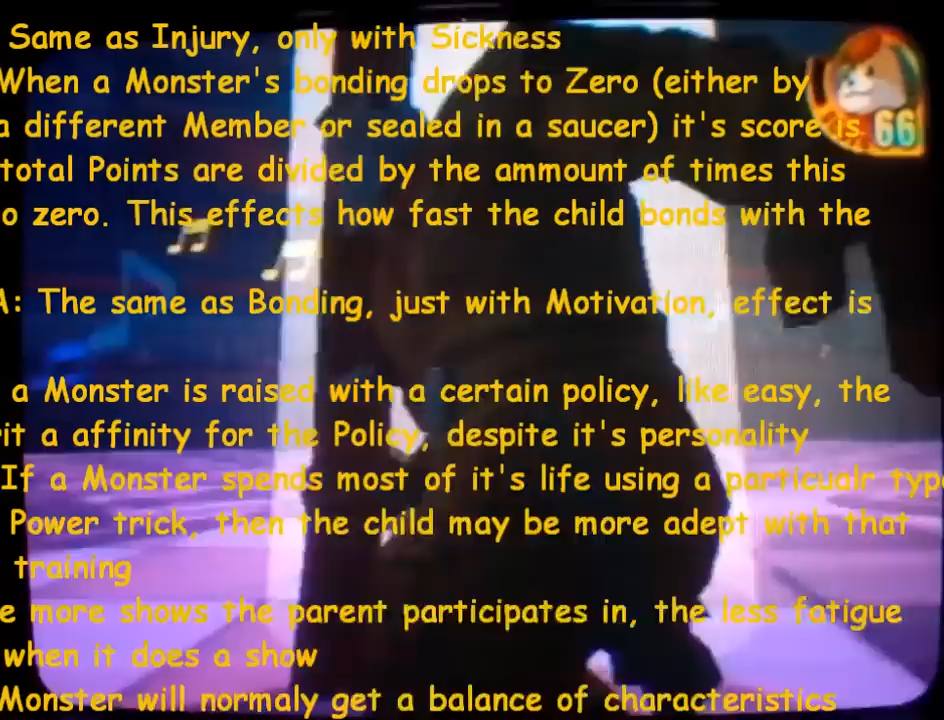 Same as Injury, only with Sickness
When a Monster's bonding drops to Zero (either by
a different Member or sealed in a saucer) it's score is
total Points are divided by the ammount of times this
o zero. This effects how fast the child bonds with the
A: The same as Bonding, just with Motivation, effect is
a Monster is raised with a certain policy, like easy, the
rit a affinity for the Policy, despite it's personality
If a Monster spends most of it's life using a particualr type
Power trick, then the child may be more adept with that
training
e more shows the parent participates in, the less fatigue
when it does a show
Monster will normaly get a balance of characteristics
66